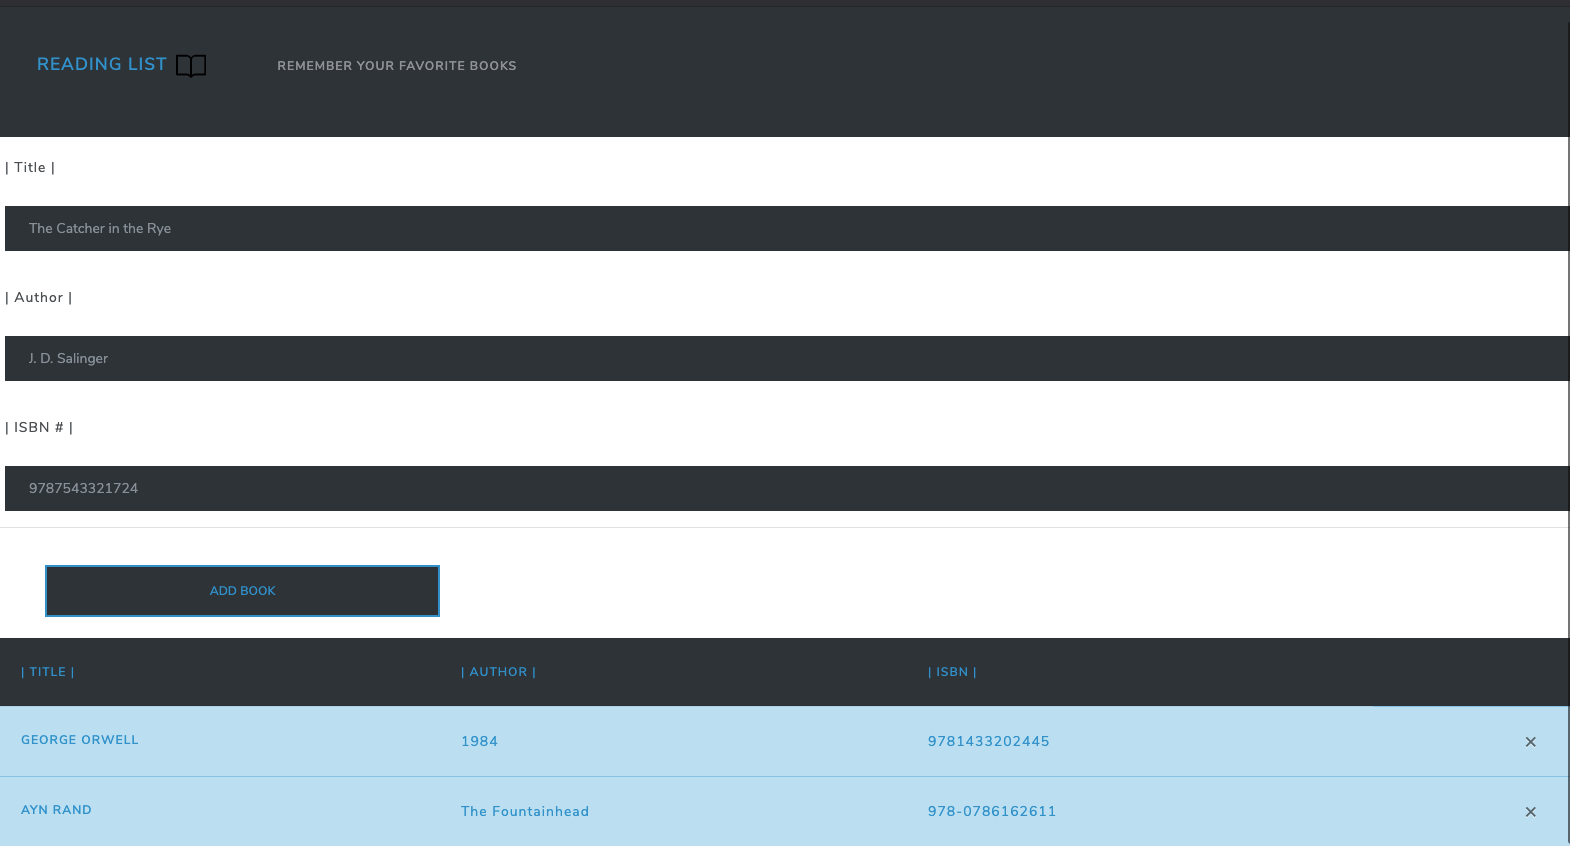 READING LIST REMEMBER YOUR FAVORITE BOOKS
| Title |
The Catcher in the Rye
| Author |
J. D. Salinger
| ISBN # |
9787543321724
ADD BOOK
| TITLE | | AUTHOR | | ISBN |
GEORGE ORWELL 1984 9781433202445 ✕
AYN RAND The Fountainhead 978-0786162611 ✕